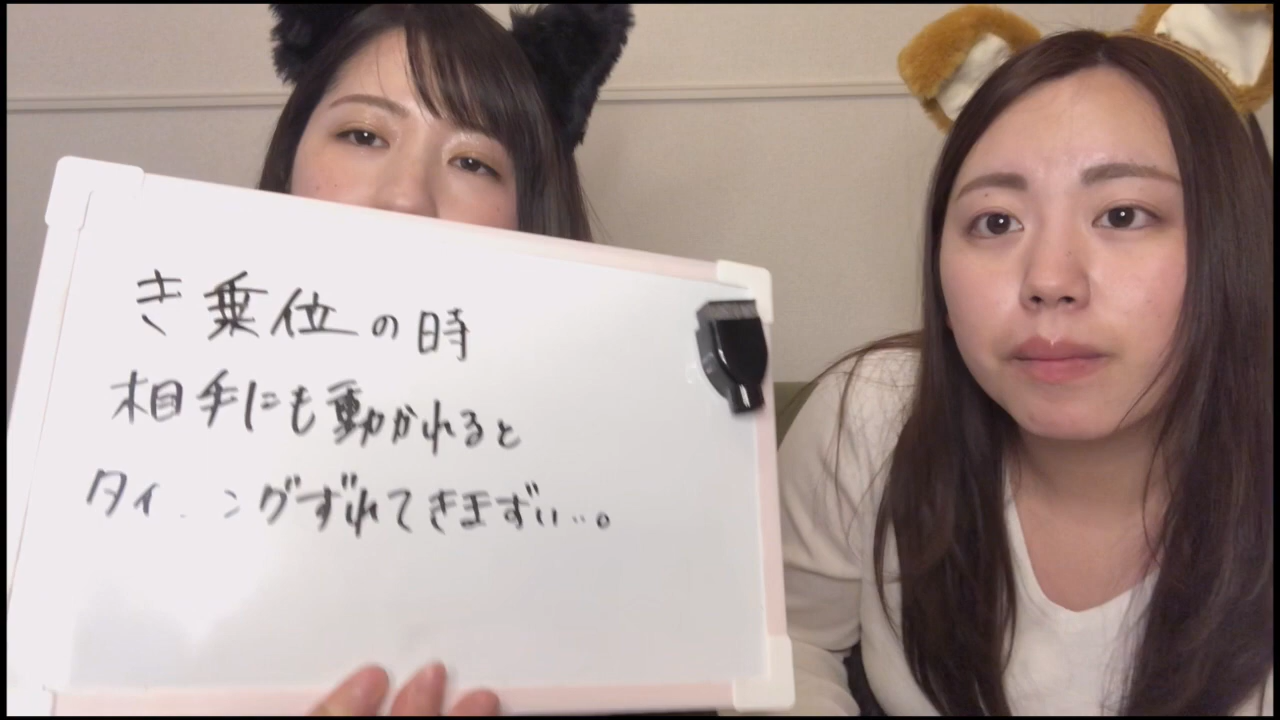 き乗位の時
相手にも動かれると
タイ ングずれてきまずい…。